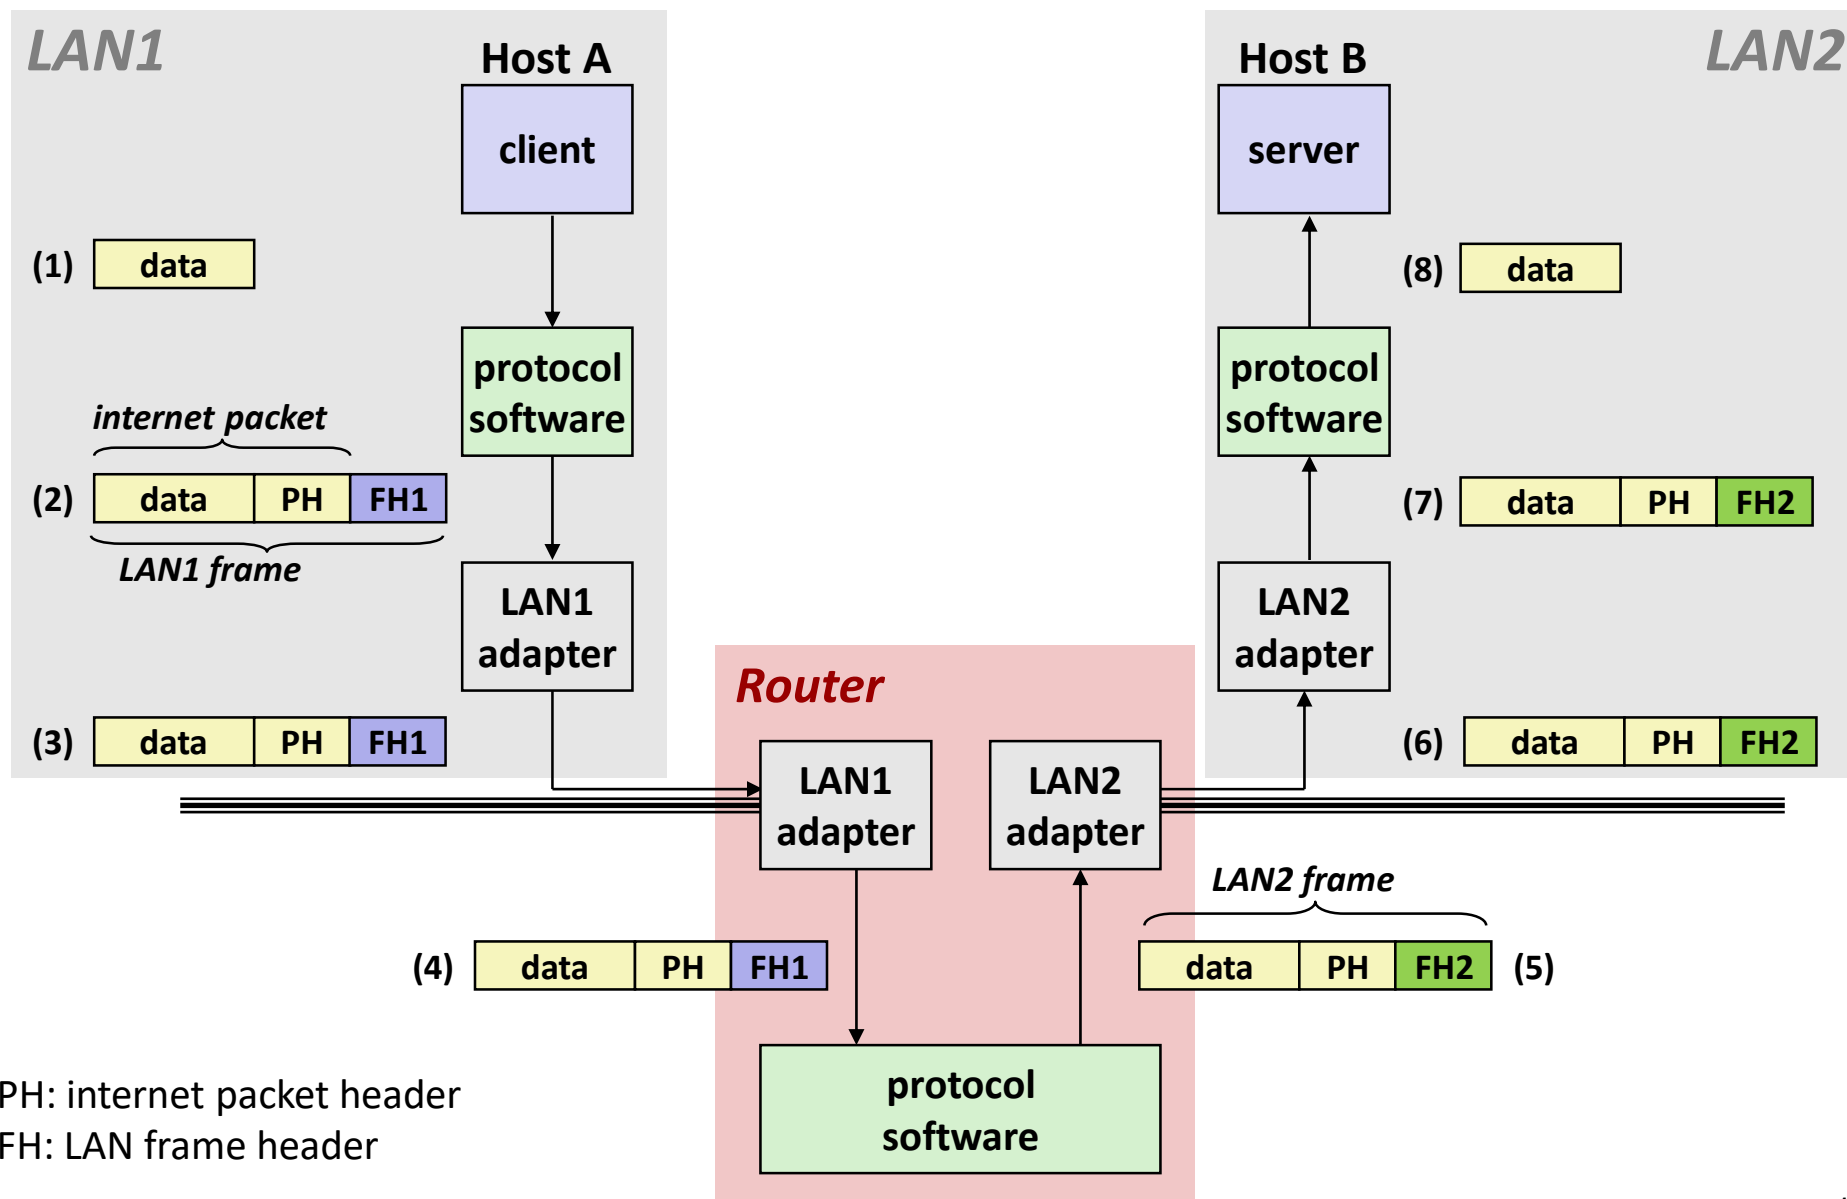 LAN1
Host A
client
(1) data
protocol
software
internet packet
(2) data PH FH1
LAN1 frame
LAN1
adapter
(3) data PH FH1
LAN2
Host B
server
(8) data
protocol
software
(7) data PH FH2
LAN2
adapter
(6) data PH FH2
Router
LAN1
adapter
LAN2
adapter
(4) data PH FH1
LAN2 frame
data PH FH2 (5)
protocol
software
PH: internet packet header
FH: LAN frame header